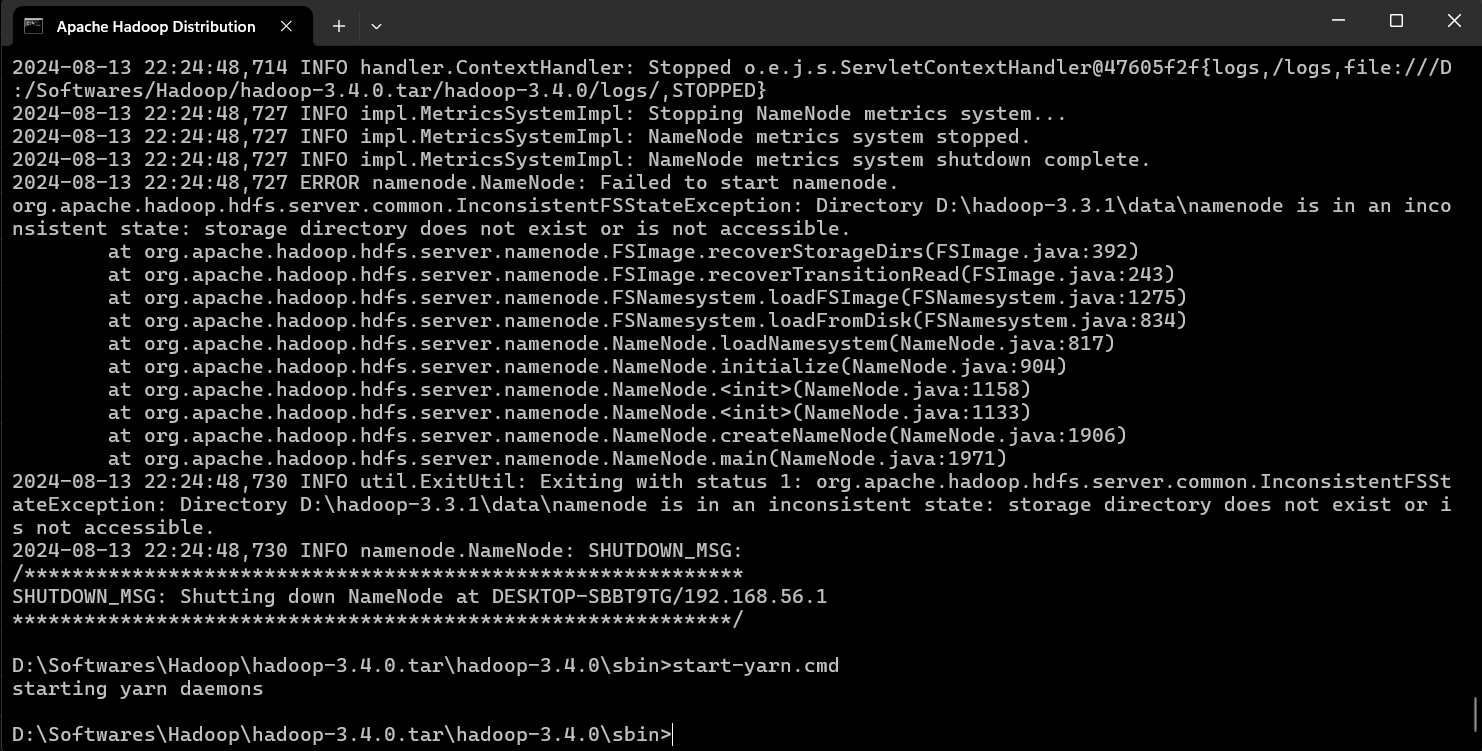 Apache Hadoop Distribution
2024-08-13 22:24:48,714 INFO handler.ContextHandler: Stopped o.e.j.s.ServletContextHandler@47605f2f{logs,/logs,file:///D
:/Softwares/Hadoop/hadoop-3.4.0.tar/hadoop-3.4.0/logs/,STOPPED}
2024-08-13 22:24:48,727 INFO impl.MetricsSystemImpl: Stopping NameNode metrics system...
2024-08-13 22:24:48,727 INFO impl.MetricsSystemImpl: NameNode metrics system stopped.
2024-08-13 22:24:48,727 INFO impl.MetricsSystemImpl: NameNode metrics system shutdown complete.
2024-08-13 22:24:48,727 ERROR namenode.NameNode: Failed to start namenode.
org.apache.hadoop.hdfs.server.common.InconsistentFSStateException: Directory D:\hadoop-3.3.1\data\namenode is in an inco
nsistent state: storage directory does not exist or is not accessible.
        at org.apache.hadoop.hdfs.server.namenode.FSImage.recoverStorageDirs(FSImage.java:392)
        at org.apache.hadoop.hdfs.server.namenode.FSImage.recoverTransitionRead(FSImage.java:243)
        at org.apache.hadoop.hdfs.server.namenode.FSNamesystem.loadFSImage(FSNamesystem.java:1275)
        at org.apache.hadoop.hdfs.server.namenode.FSNamesystem.loadFromDisk(FSNamesystem.java:834)
        at org.apache.hadoop.hdfs.server.namenode.NameNode.loadNamesystem(NameNode.java:817)
        at org.apache.hadoop.hdfs.server.namenode.NameNode.initialize(NameNode.java:904)
        at org.apache.hadoop.hdfs.server.namenode.NameNode.<init>(NameNode.java:1158)
        at org.apache.hadoop.hdfs.server.namenode.NameNode.<init>(NameNode.java:1133)
        at org.apache.hadoop.hdfs.server.namenode.NameNode.createNameNode(NameNode.java:1906)
        at org.apache.hadoop.hdfs.server.namenode.NameNode.main(NameNode.java:1971)
2024-08-13 22:24:48,730 INFO util.ExitUtil: Exiting with status 1: org.apache.hadoop.hdfs.server.common.InconsistentFSSt
ateException: Directory D:\hadoop-3.3.1\data\namenode is in an inconsistent state: storage directory does not exist or i
s not accessible.
2024-08-13 22:24:48,730 INFO namenode.NameNode: SHUTDOWN_MSG:
/************************************************************
SHUTDOWN_MSG: Shutting down NameNode at DESKTOP-SBBT9TG/192.168.56.1
************************************************************/
D:\Softwares\Hadoop\hadoop-3.4.0.tar\hadoop-3.4.0\sbin>start-yarn.cmd
starting yarn daemons
D:\Softwares\Hadoop\hadoop-3.4.0.tar\hadoop-3.4.0\sbin>